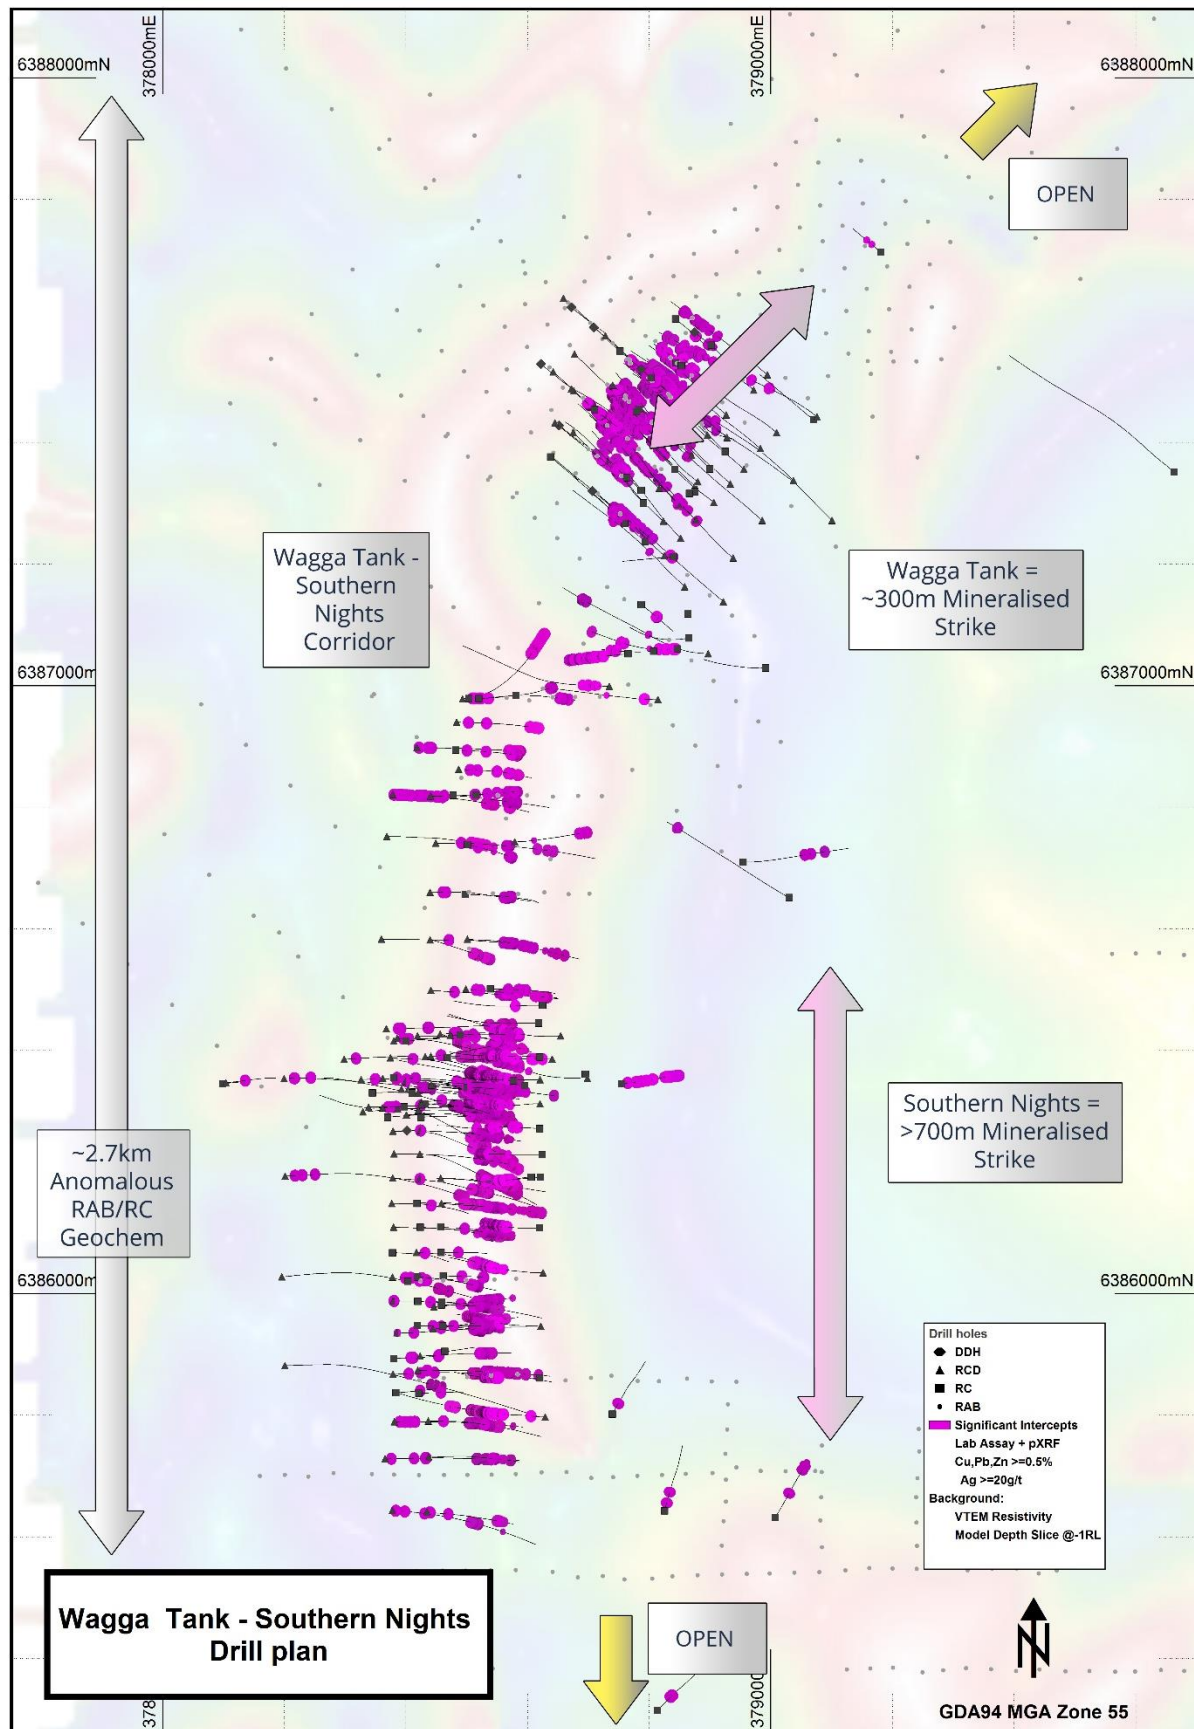 378000mE
379000mE
6388000mN
6388000mN
OPEN
Wagga Tank -
Southern
Nights
Corridor
Wagga Tank =
~300m Mineralised
Strike
6387000m
6387000mN
Southern Nights =
>700m Mineralised
Strike
~2.7km
Anomalous
RAB/RC
Geochem
6386000m
6386000mN
Drill holes
DDH
RCD
RC
RAB
Significant Intercepts
Lab Assay + pXRF
Cu,Pb,Zn >=0.5%
Ag >=20g/t
Background:
VTEM Resistivity
Model Depth Slice @-1RL
Wagga Tank - Southern Nights
Drill plan
OPEN
N
378
37900
GDA94 MGA Zone 55